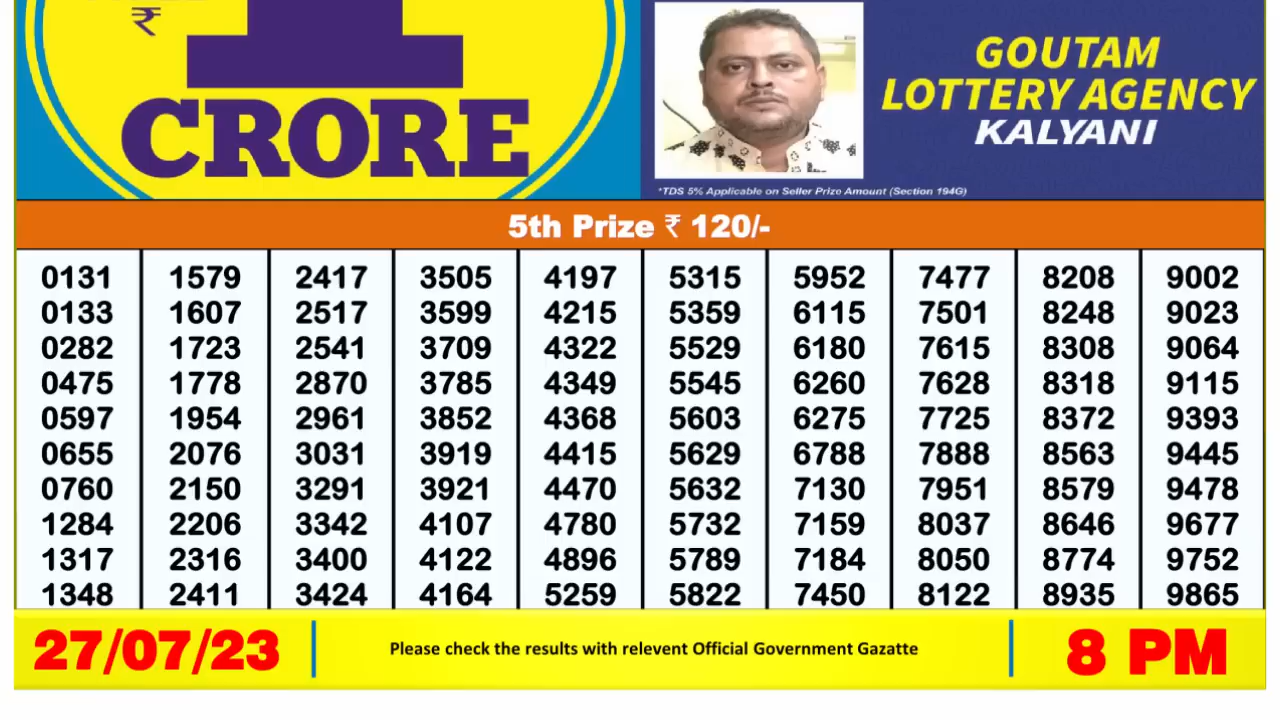 ₹
1
CRORE
GOUTAM
LOTTERY AGENCY
KALYANI
*TDS 5% Applicable on Seller Prize Amount (Section 194G)
5th Prize ₹ 120/-
0131 1579 2417 3505 4197 5315 5952 7477 8208 9002
0133 1607 2517 3599 4215 5359 6115 7501 8248 9023
0282 1723 2541 3709 4322 5529 6180 7615 8308 9064
0475 1778 2870 3785 4349 5545 6260 7628 8318 9115
0597 1954 2961 3852 4368 5603 6275 7725 8372 9393
0655 2076 3031 3919 4415 5629 6788 7888 8563 9445
0760 2150 3291 3921 4470 5632 7130 7951 8579 9478
1284 2206 3342 4107 4780 5732 7159 8037 8646 9677
1317 2316 3400 4122 4896 5789 7184 8050 8774 9752
1348 2411 3424 4164 5259 5822 7450 8122 8935 9865
27/07/23
Please check the results with relevent Official Government Gazatte
8 PM